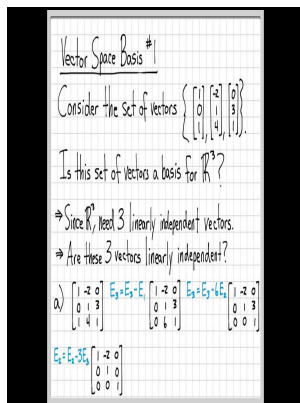 Vector Space Basis #1
Consider the set of vectors { [1 0 1], [-2 1 4], [0 3 1] }.
Is this set of vectors a basis for ℝ³?
⇒ Since ℝ³, need 3 linearly independent vectors.
⇒ Are these 3 vectors linearly independent?
a) [1 -2 0 E₃=E₃-E₁ [1 -2 0 E₃=E₃-6E₂ [1 -2 0
0 1 3 0 1 3 0 1 3
1 4 1] 0 6 1] 0 0 1]
E₂=E₂-3E₃ [1 -2 0
0 1 0
0 0 1]